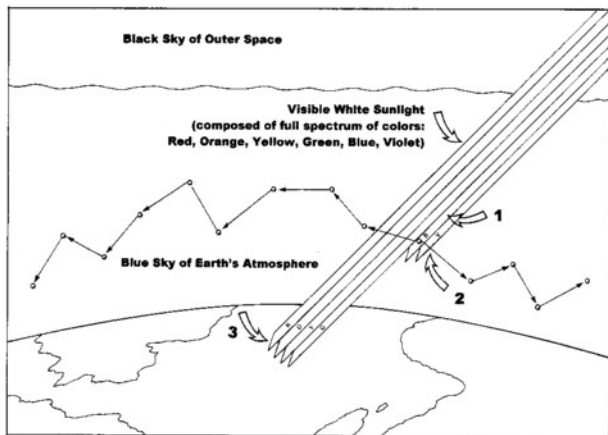 Black Sky of Outer Space
Visible White Sunlight
(composed of full spectrum of colors:
Red, Orange, Yellow, Green, Blue, Violet)
1
Blue Sky of Earth's Atmosphere
2
3